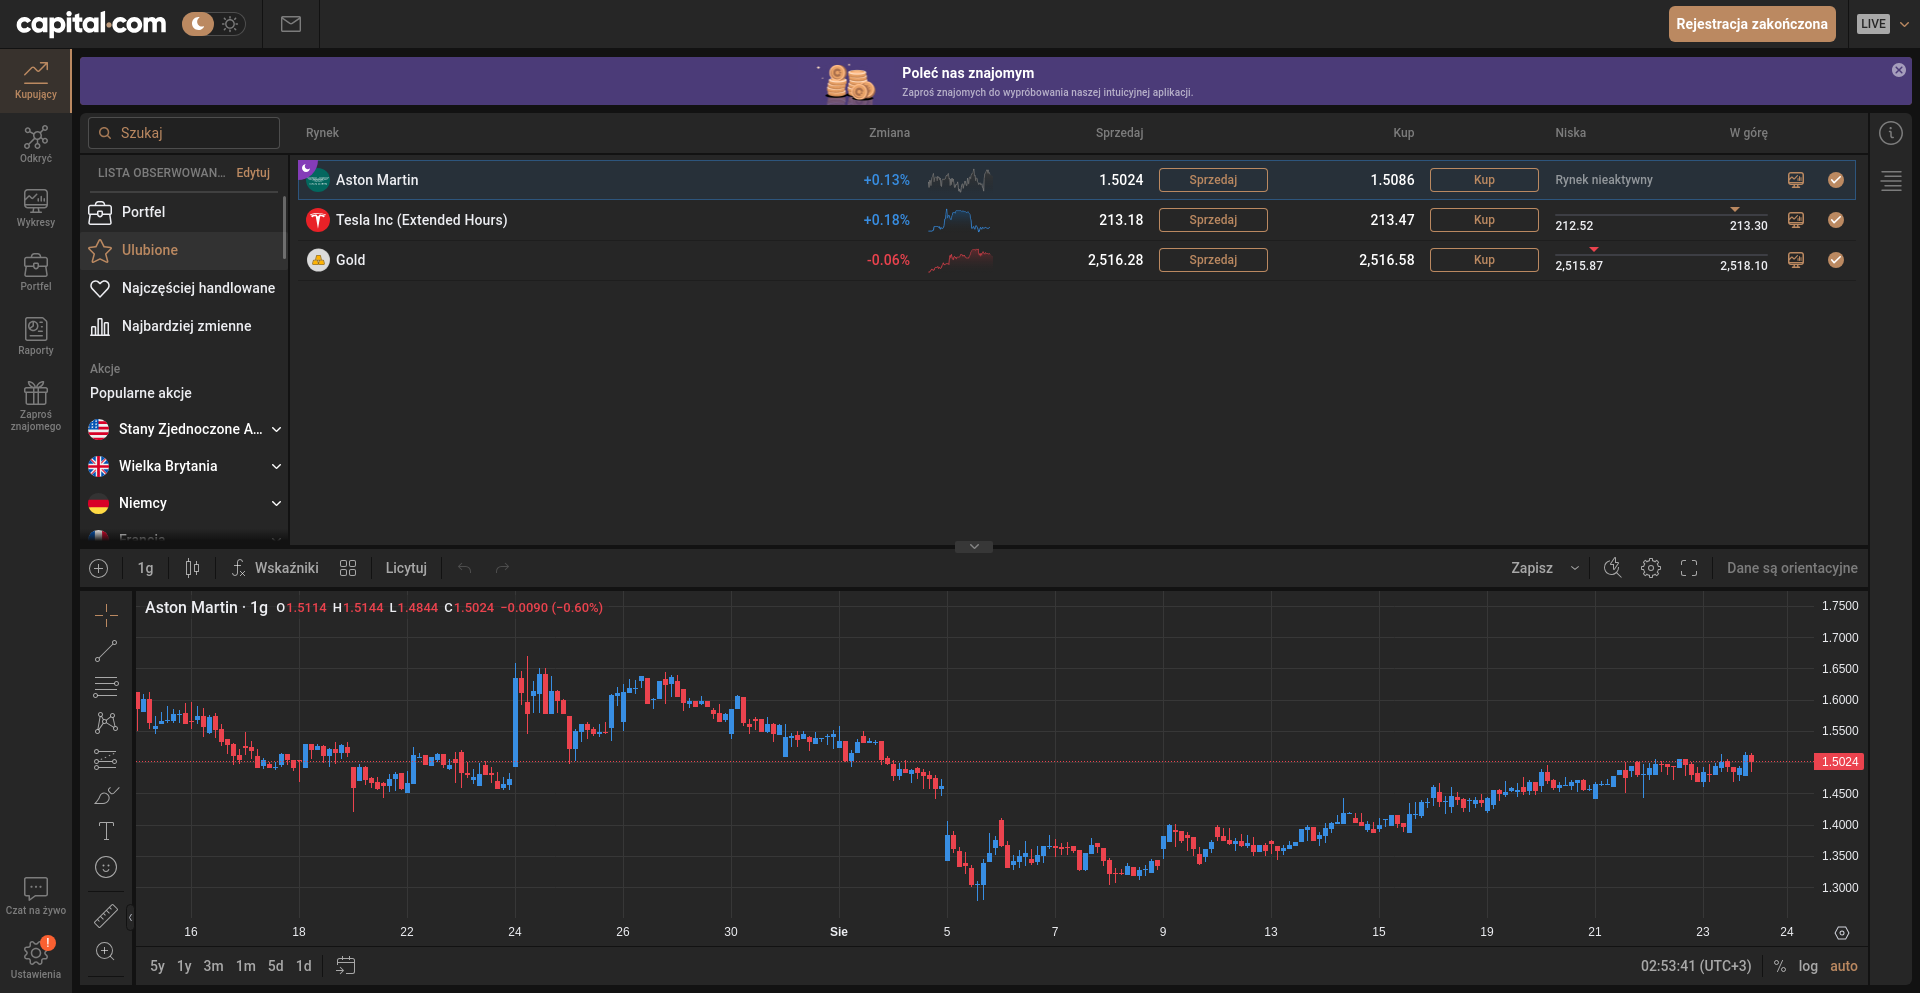 capital.com
Rejestracja zakończona
LIVE
Kupujący
Odkryć
Wykresy
Portfel
Raporty
Zaproś
znajomego
Czat na żywo
Ustawienia
Poleć nas znajomym
Zaproś znajomych do wypróbowania naszej intuicyjnej aplikacji.
Szukaj
LISTA OBSERWOWAN... Edytuj
Portfel
Ulubione
Najczęściej handlowane
Najbardziej zmienne
Akcje
Popularne akcje
Stany Zjednoczone A...
Wielka Brytania
Niemcy
Francja
Rynek Zmiana Sprzedaj Kup Niska W górę
Aston Martin +0.13% 1.5024 Sprzedaj 1.5086 Kup Rynek nieaktywny
Tesla Inc (Extended Hours) +0.18% 213.18 Sprzedaj 213.47 Kup 212.52 213.30
Gold -0.06% 2,516.28 Sprzedaj 2,516.58 Kup 2,515.87 2,518.10
1g Wskaźniki Licytuj Zapisz Dane są orientacyjne
Aston Martin · 1g O1.5114 H1.5144 L1.4844 C1.5024 −0.0090 (−0.60%)
1.7500
1.7000
1.6500
1.6000
1.5500
1.5024
1.4500
1.4000
1.3500
1.3000
16 18 22 24 26 30 Sie 5 7 9 13 15 19 21 23 24
5y 1y 3m 1m 5d 1d 02:53:41 (UTC+3) % log auto